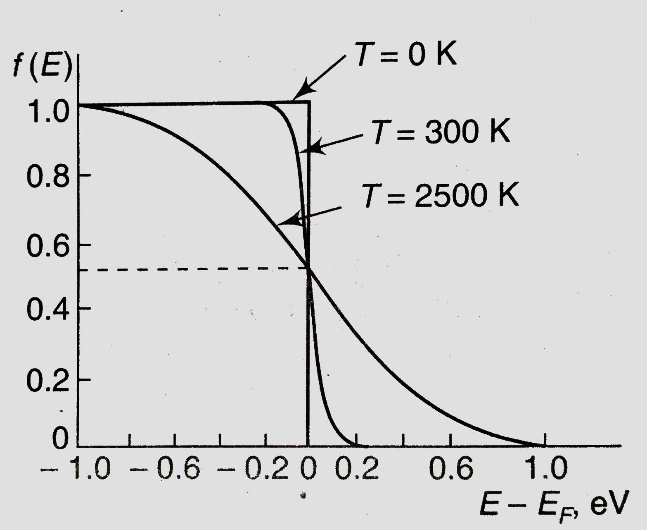 f(E)
T = 0 K
1.0
T = 300 K
0.8
T = 2500 K
0.6
0.4
0.2
0
– 1.0 – 0.6 – 0.2 0 0.2 0.6 1.0
E – E_F, eV